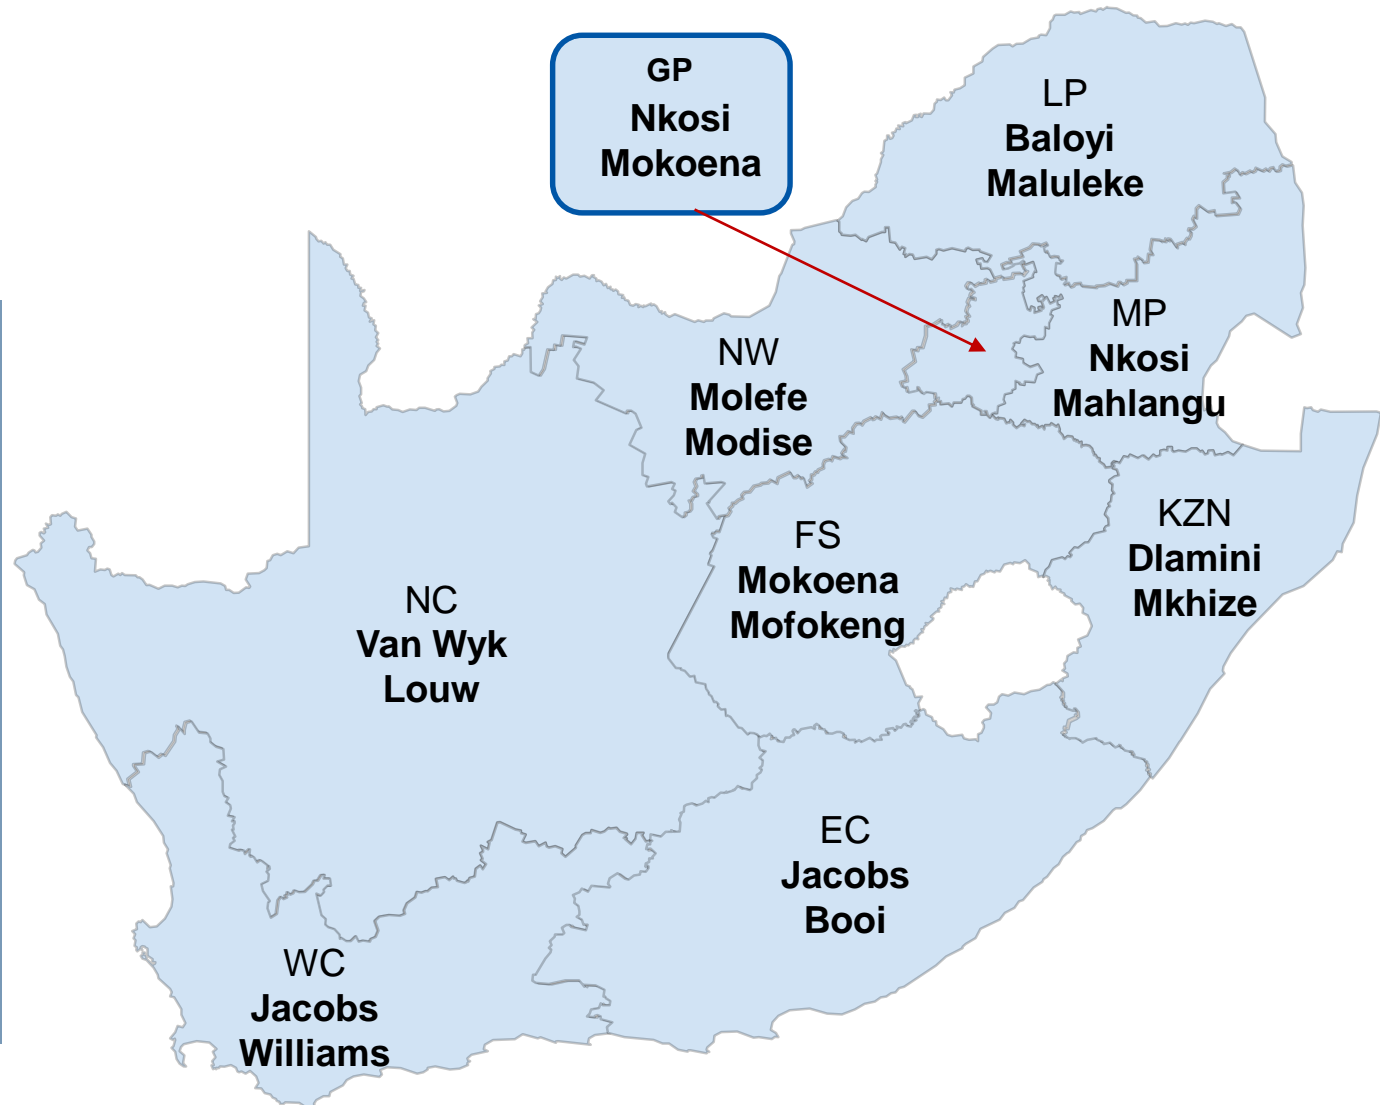 GP
Nkosi
Mokoena
LP
Baloyi
Maluleke
MP
Nkosi
Mahlangu
NW
Molefe
Modise
KZN
Dlamini
Mkhize
FS
Mokoena
Mofokeng
NC
Van Wyk
Louw
EC
Jacobs
Booi
WC
Jacobs
Williams